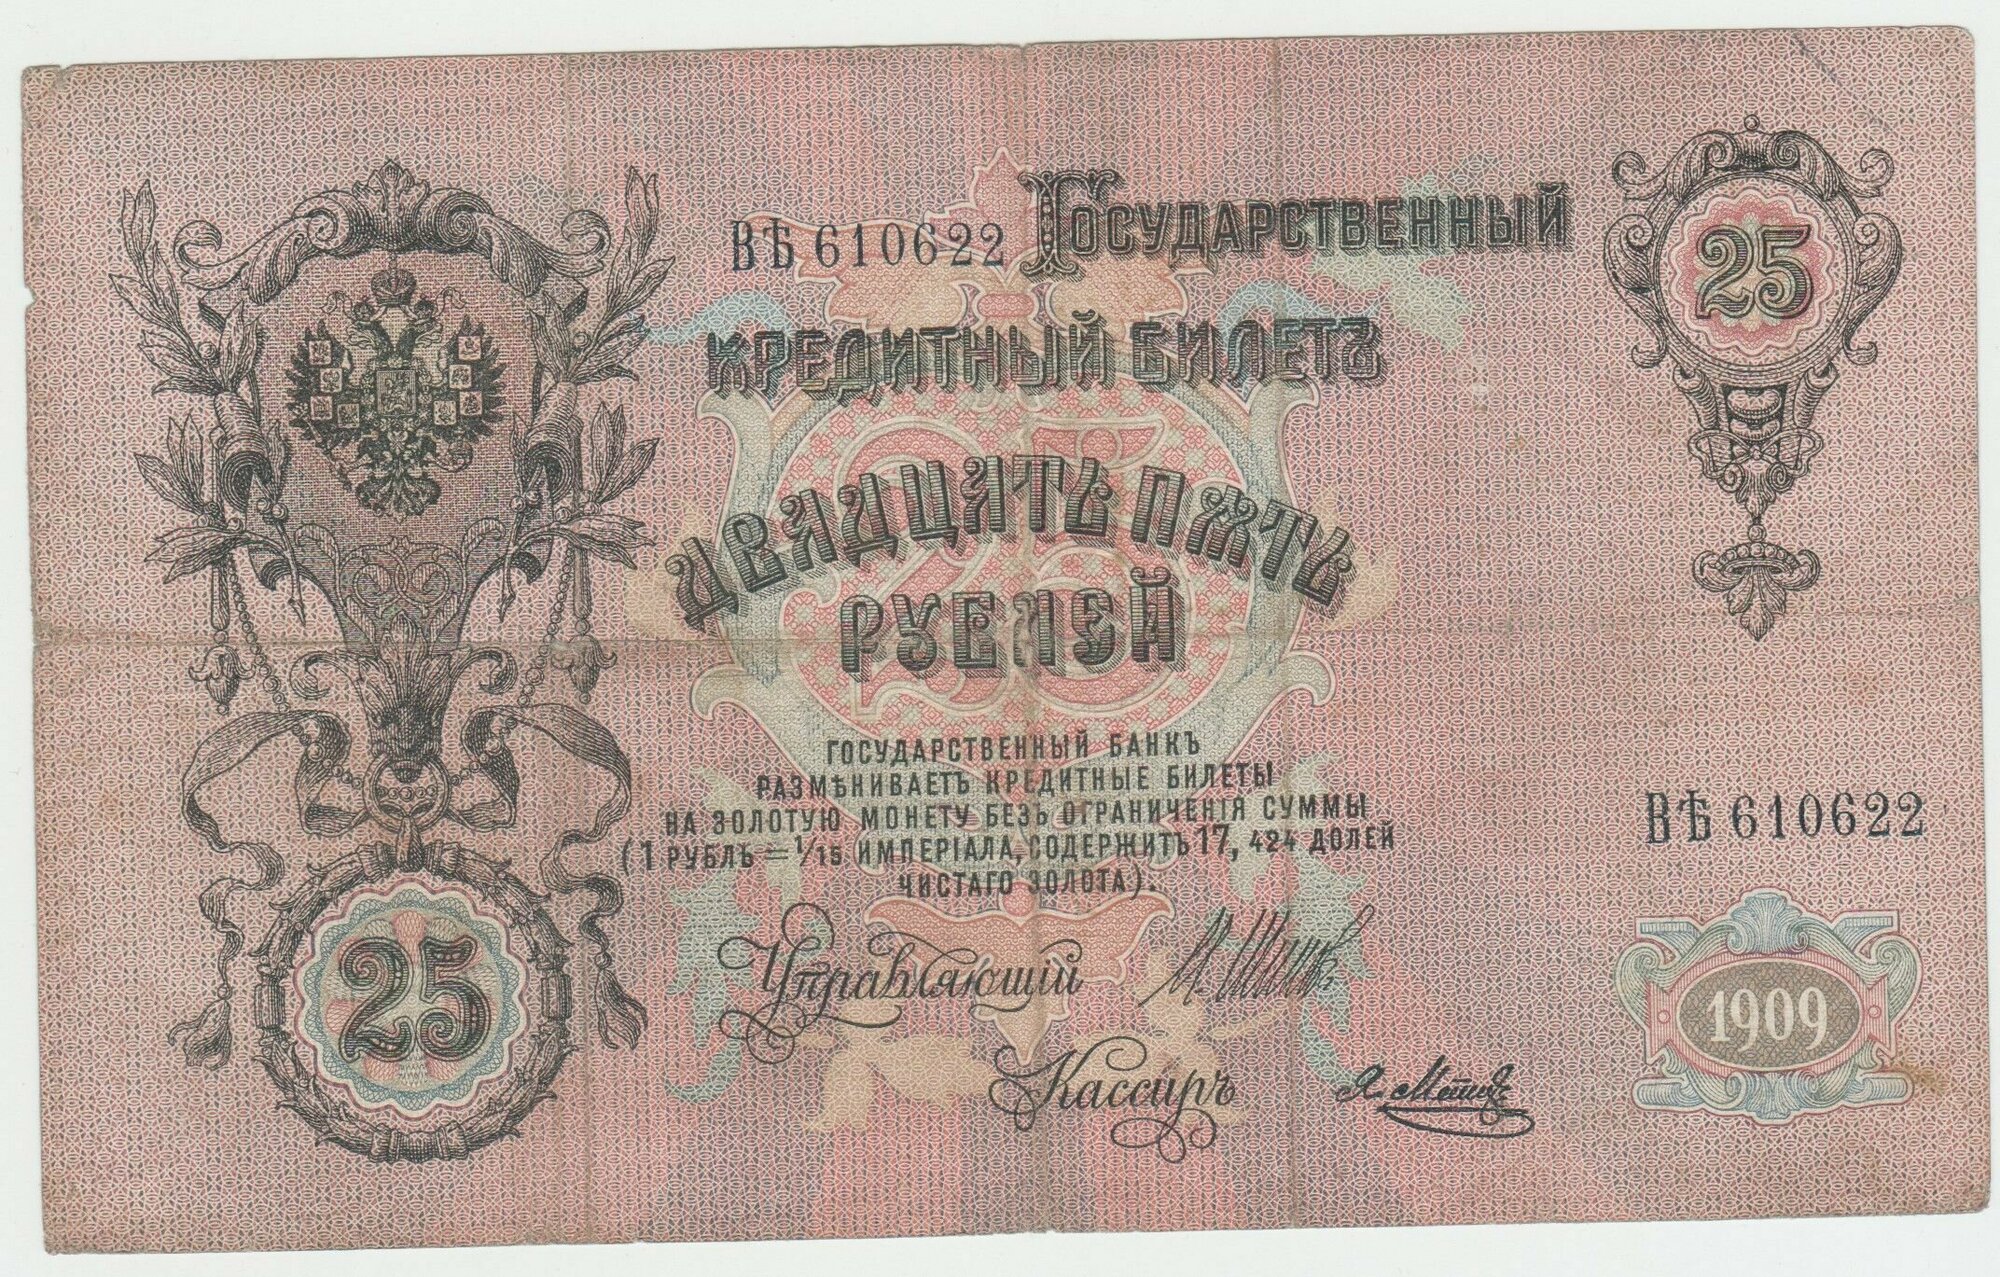 ВѢ 610622
ГОСУДАРСТВЕННЫЙ
КРЕДИТНЫЙ БИЛЕТЪ
25
ДВАДЦАТЬ ПЯТЬ
РУБЛЕЙ
ГОСУДАРСТВЕННЫЙ БАНКЪ
РАЗМѢНИВАЕТЪ КРЕДИТНЫЕ БИЛЕТЫ
НА ЗОЛОТУЮ МОНЕТУ БЕЗЪ ОГРАНИЧЕНІЯ СУММЫ
(1 РУБЛЬ = 1/15 ИМПЕРІАЛА, СОДЕРЖИТЪ 17, 424 ДОЛЕЙ
ЧИСТАГО ЗОЛОТА).
ВѢ 610622
Управляющій
Кассиръ
25
25
1909